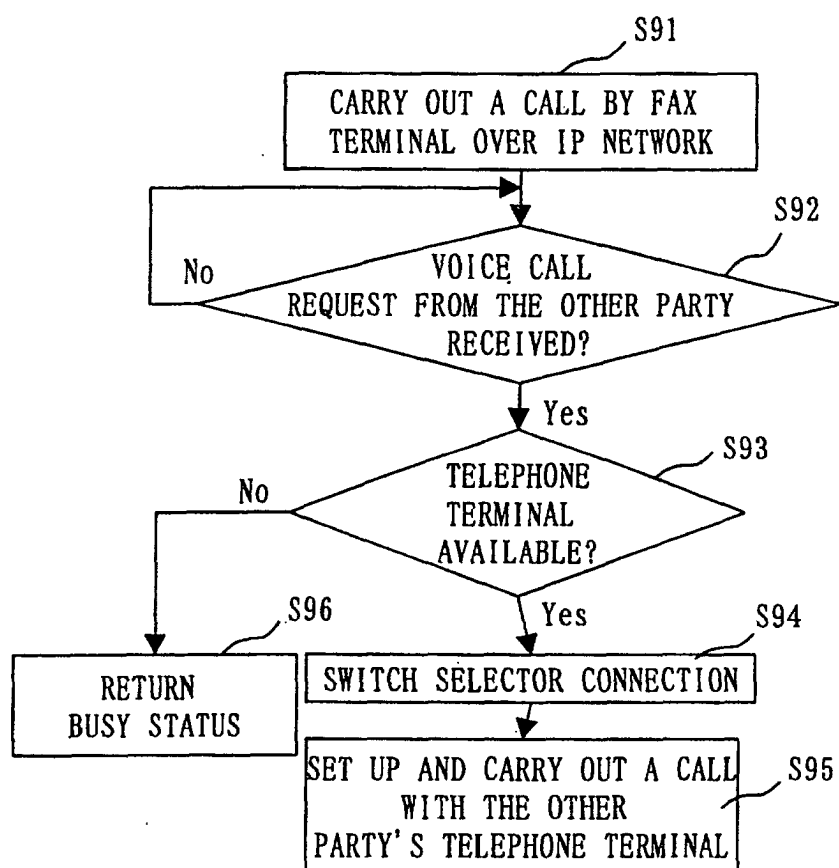 S91
CARRY OUT A CALL BY FAX
TERMINAL OVER IP NETWORK
S92
No
VOICE CALL
REQUEST FROM THE OTHER PARTY
RECEIVED?
Yes
S93
No
TELEPHONE
TERMINAL
AVAILABLE?
Yes
S96
S94
RETURN
BUSY STATUS
SWITCH SELECTOR CONNECTION
S95
SET UP AND CARRY OUT A CALL
WITH THE OTHER
PARTY'S TELEPHONE TERMINAL